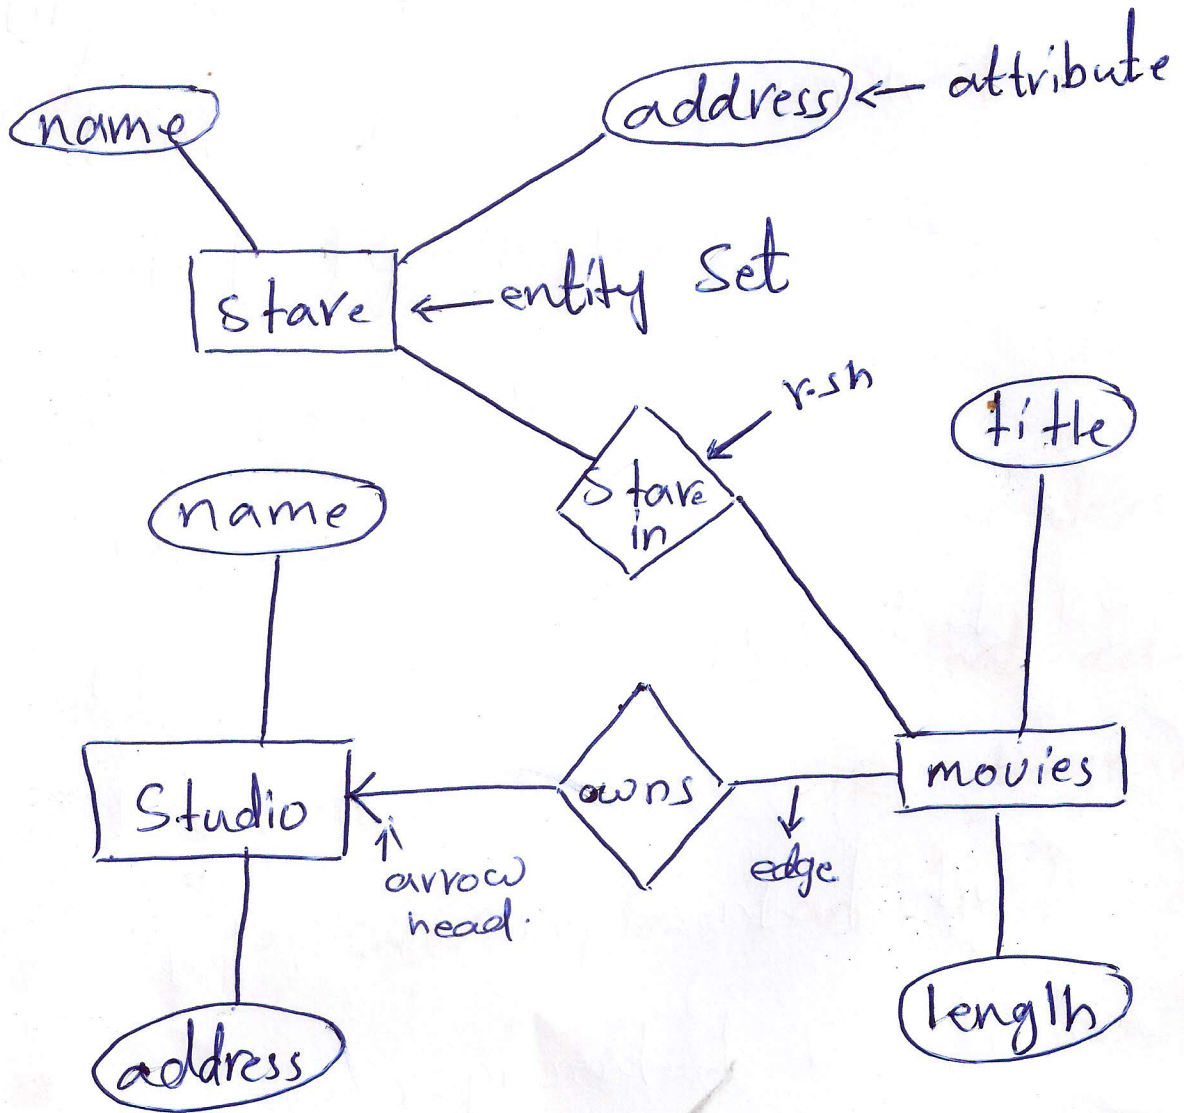 name
address
attribute
stare
entity set
r.sh
title
stare
in
name
movies
owns
Studio
edge
arrow
head.
length
address